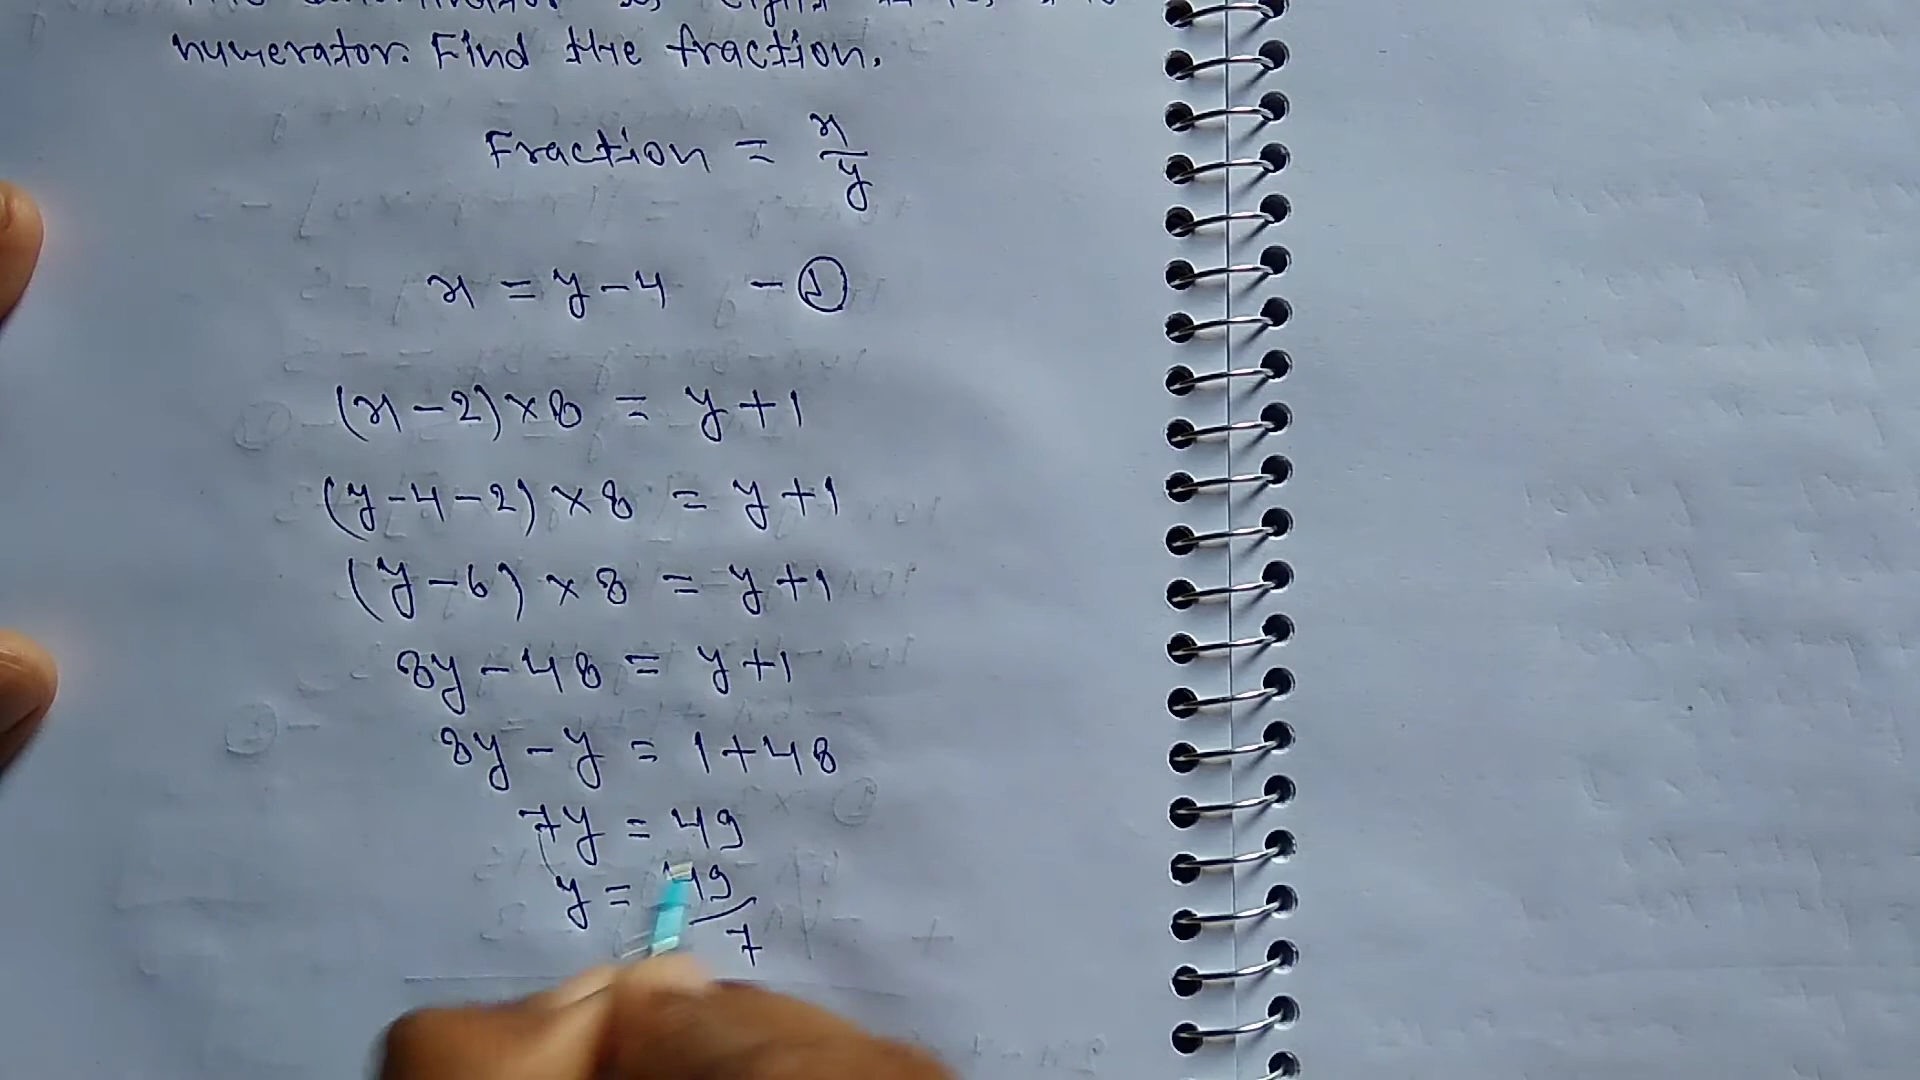 numerator. Find the fraction.
Fraction = x/y
x = y - 4 - ①
(x - 2) × 8 = y + 1
(y - 4 - 2) × 8 = y + 1
(y - 6) × 8 = y + 1
8y - 48 = y + 1
8y - y = 1 + 48
7y = 49
y = 49/7